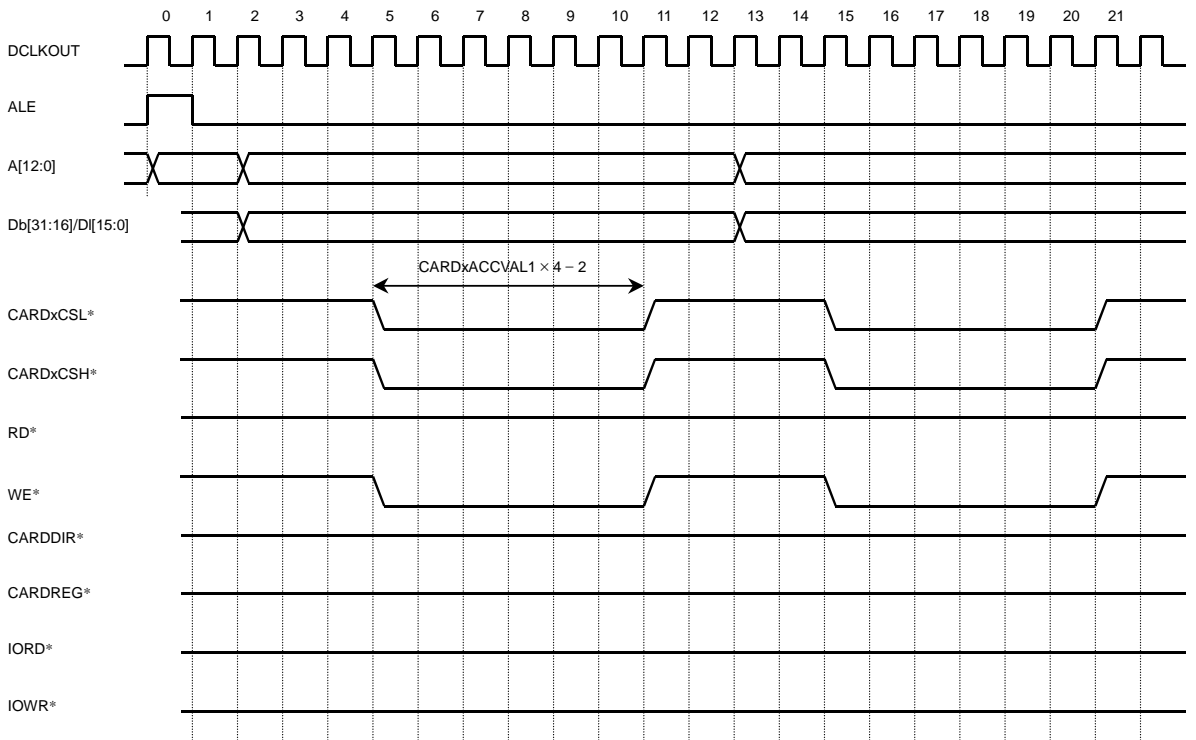 0 1 2 3 4 5 6 7 8 9 10 11 12 13 14 15 16 17 18 19 20 21
DCLKOUT
ALE
A[12:0]
Db[31:16]/Dl[15:0]
CARDxACCVAL1 × 4 − 2
CARDxCSL*
CARDxCSH*
RD*
WE*
CARDDIR*
CARDREG*
IORD*
IOWR*